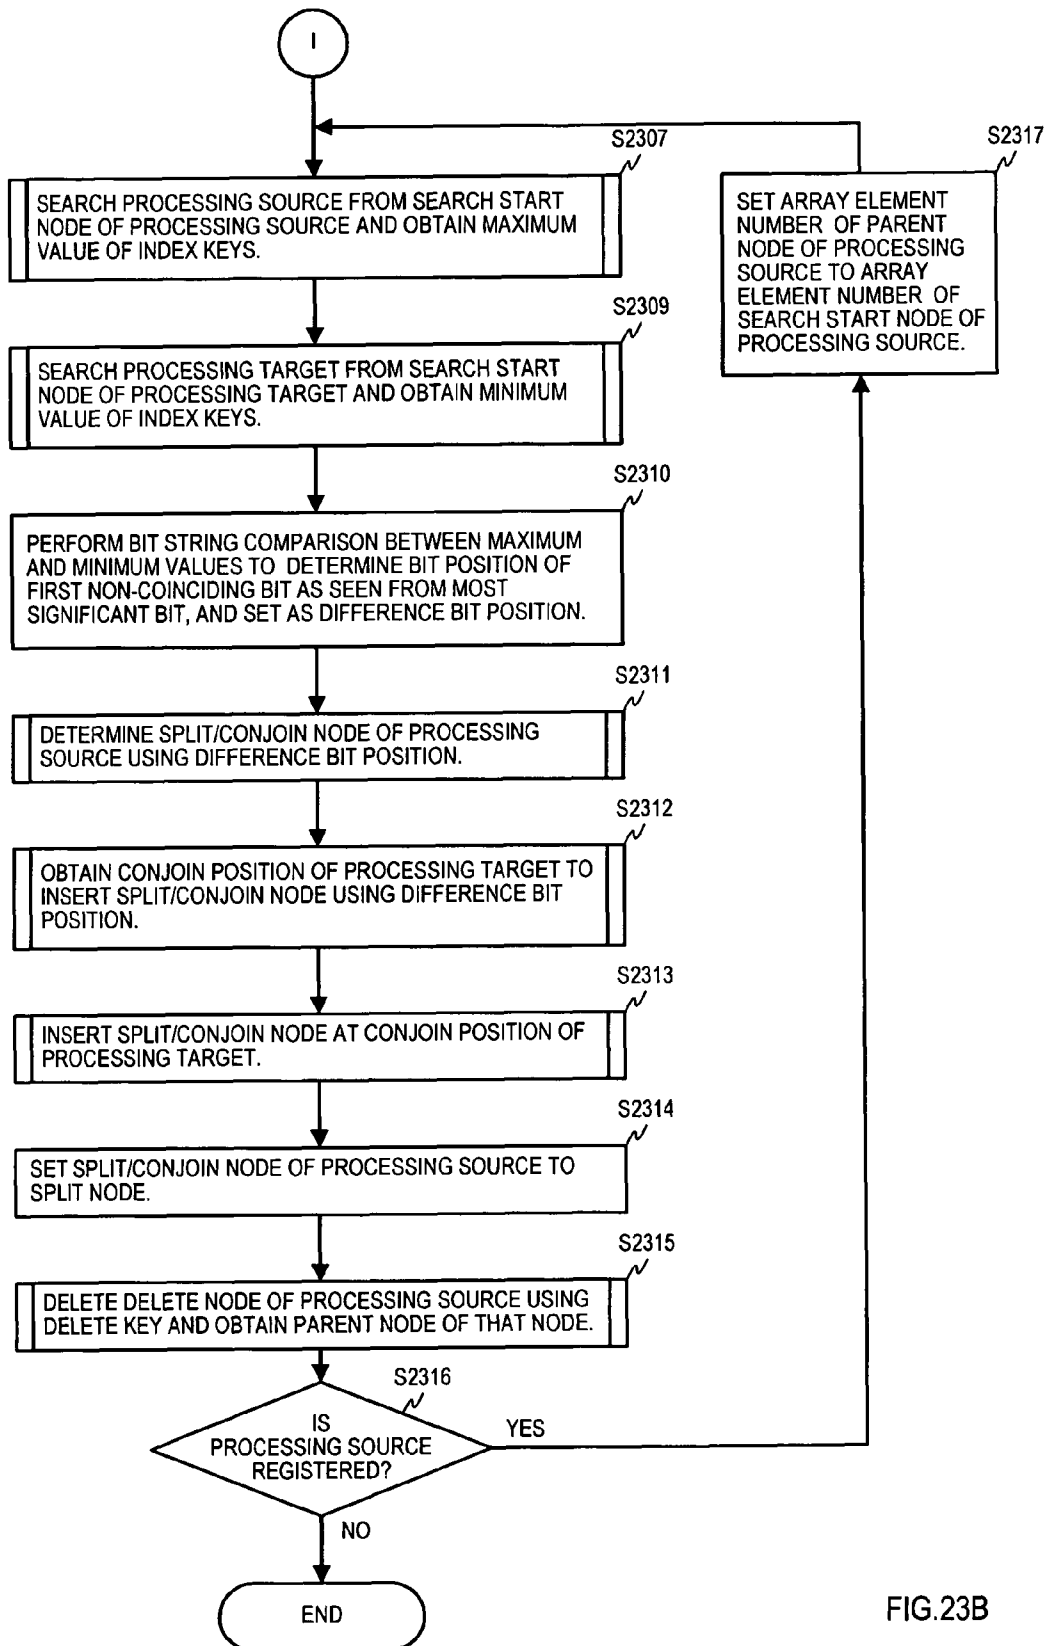 I
S2307
SEARCH PROCESSING SOURCE FROM SEARCH START
NODE OF PROCESSING SOURCE AND OBTAIN MAXIMUM
VALUE OF INDEX KEYS.
S2317
SET ARRAY ELEMENT
NUMBER OF PARENT
NODE OF PROCESSING
SOURCE TO ARRAY
ELEMENT NUMBER OF
SEARCH START NODE OF
PROCESSING SOURCE.
S2309
SEARCH PROCESSING TARGET FROM SEARCH START
NODE OF PROCESSING TARGET AND OBTAIN MINIMUM
VALUE OF INDEX KEYS.
S2310
PERFORM BIT STRING COMPARISON BETWEEN MAXIMUM
AND MINIMUM VALUES TO DETERMINE BIT POSITION OF
FIRST NON-COINCIDING BIT AS SEEN FROM MOST
SIGNIFICANT BIT, AND SET AS DIFFERENCE BIT POSITION.
S2311
DETERMINE SPLIT/CONJOIN NODE OF PROCESSING
SOURCE USING DIFFERENCE BIT POSITION.
S2312
OBTAIN CONJOIN POSITION OF PROCESSING TARGET TO
INSERT SPLIT/CONJOIN NODE USING DIFFERENCE BIT
POSITION.
S2313
INSERT SPLIT/CONJOIN NODE AT CONJOIN POSITION OF
PROCESSING TARGET.
S2314
SET SPLIT/CONJOIN NODE OF PROCESSING SOURCE TO
SPLIT NODE.
S2315
DELETE DELETE NODE OF PROCESSING SOURCE USING
DELETE KEY AND OBTAIN PARENT NODE OF THAT NODE.
S2316
IS
PROCESSING SOURCE
REGISTERED?
YES
NO
END
FIG.23B